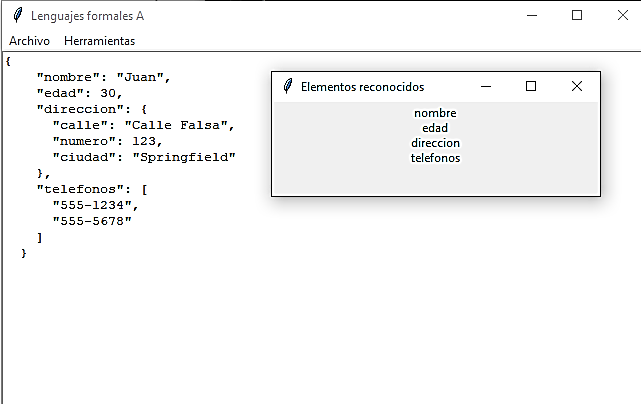 Lenguajes formales A
Archivo Herramientas
{
"nombre": "Juan",
"edad": 30,
"direccion": {
"calle": "Calle Falsa",
"numero": 123,
"ciudad": "Springfield"
},
"telefonos": [
"555-1234",
"555-5678"
]
}
Elementos reconocidos
nombre
edad
direccion
telefonos